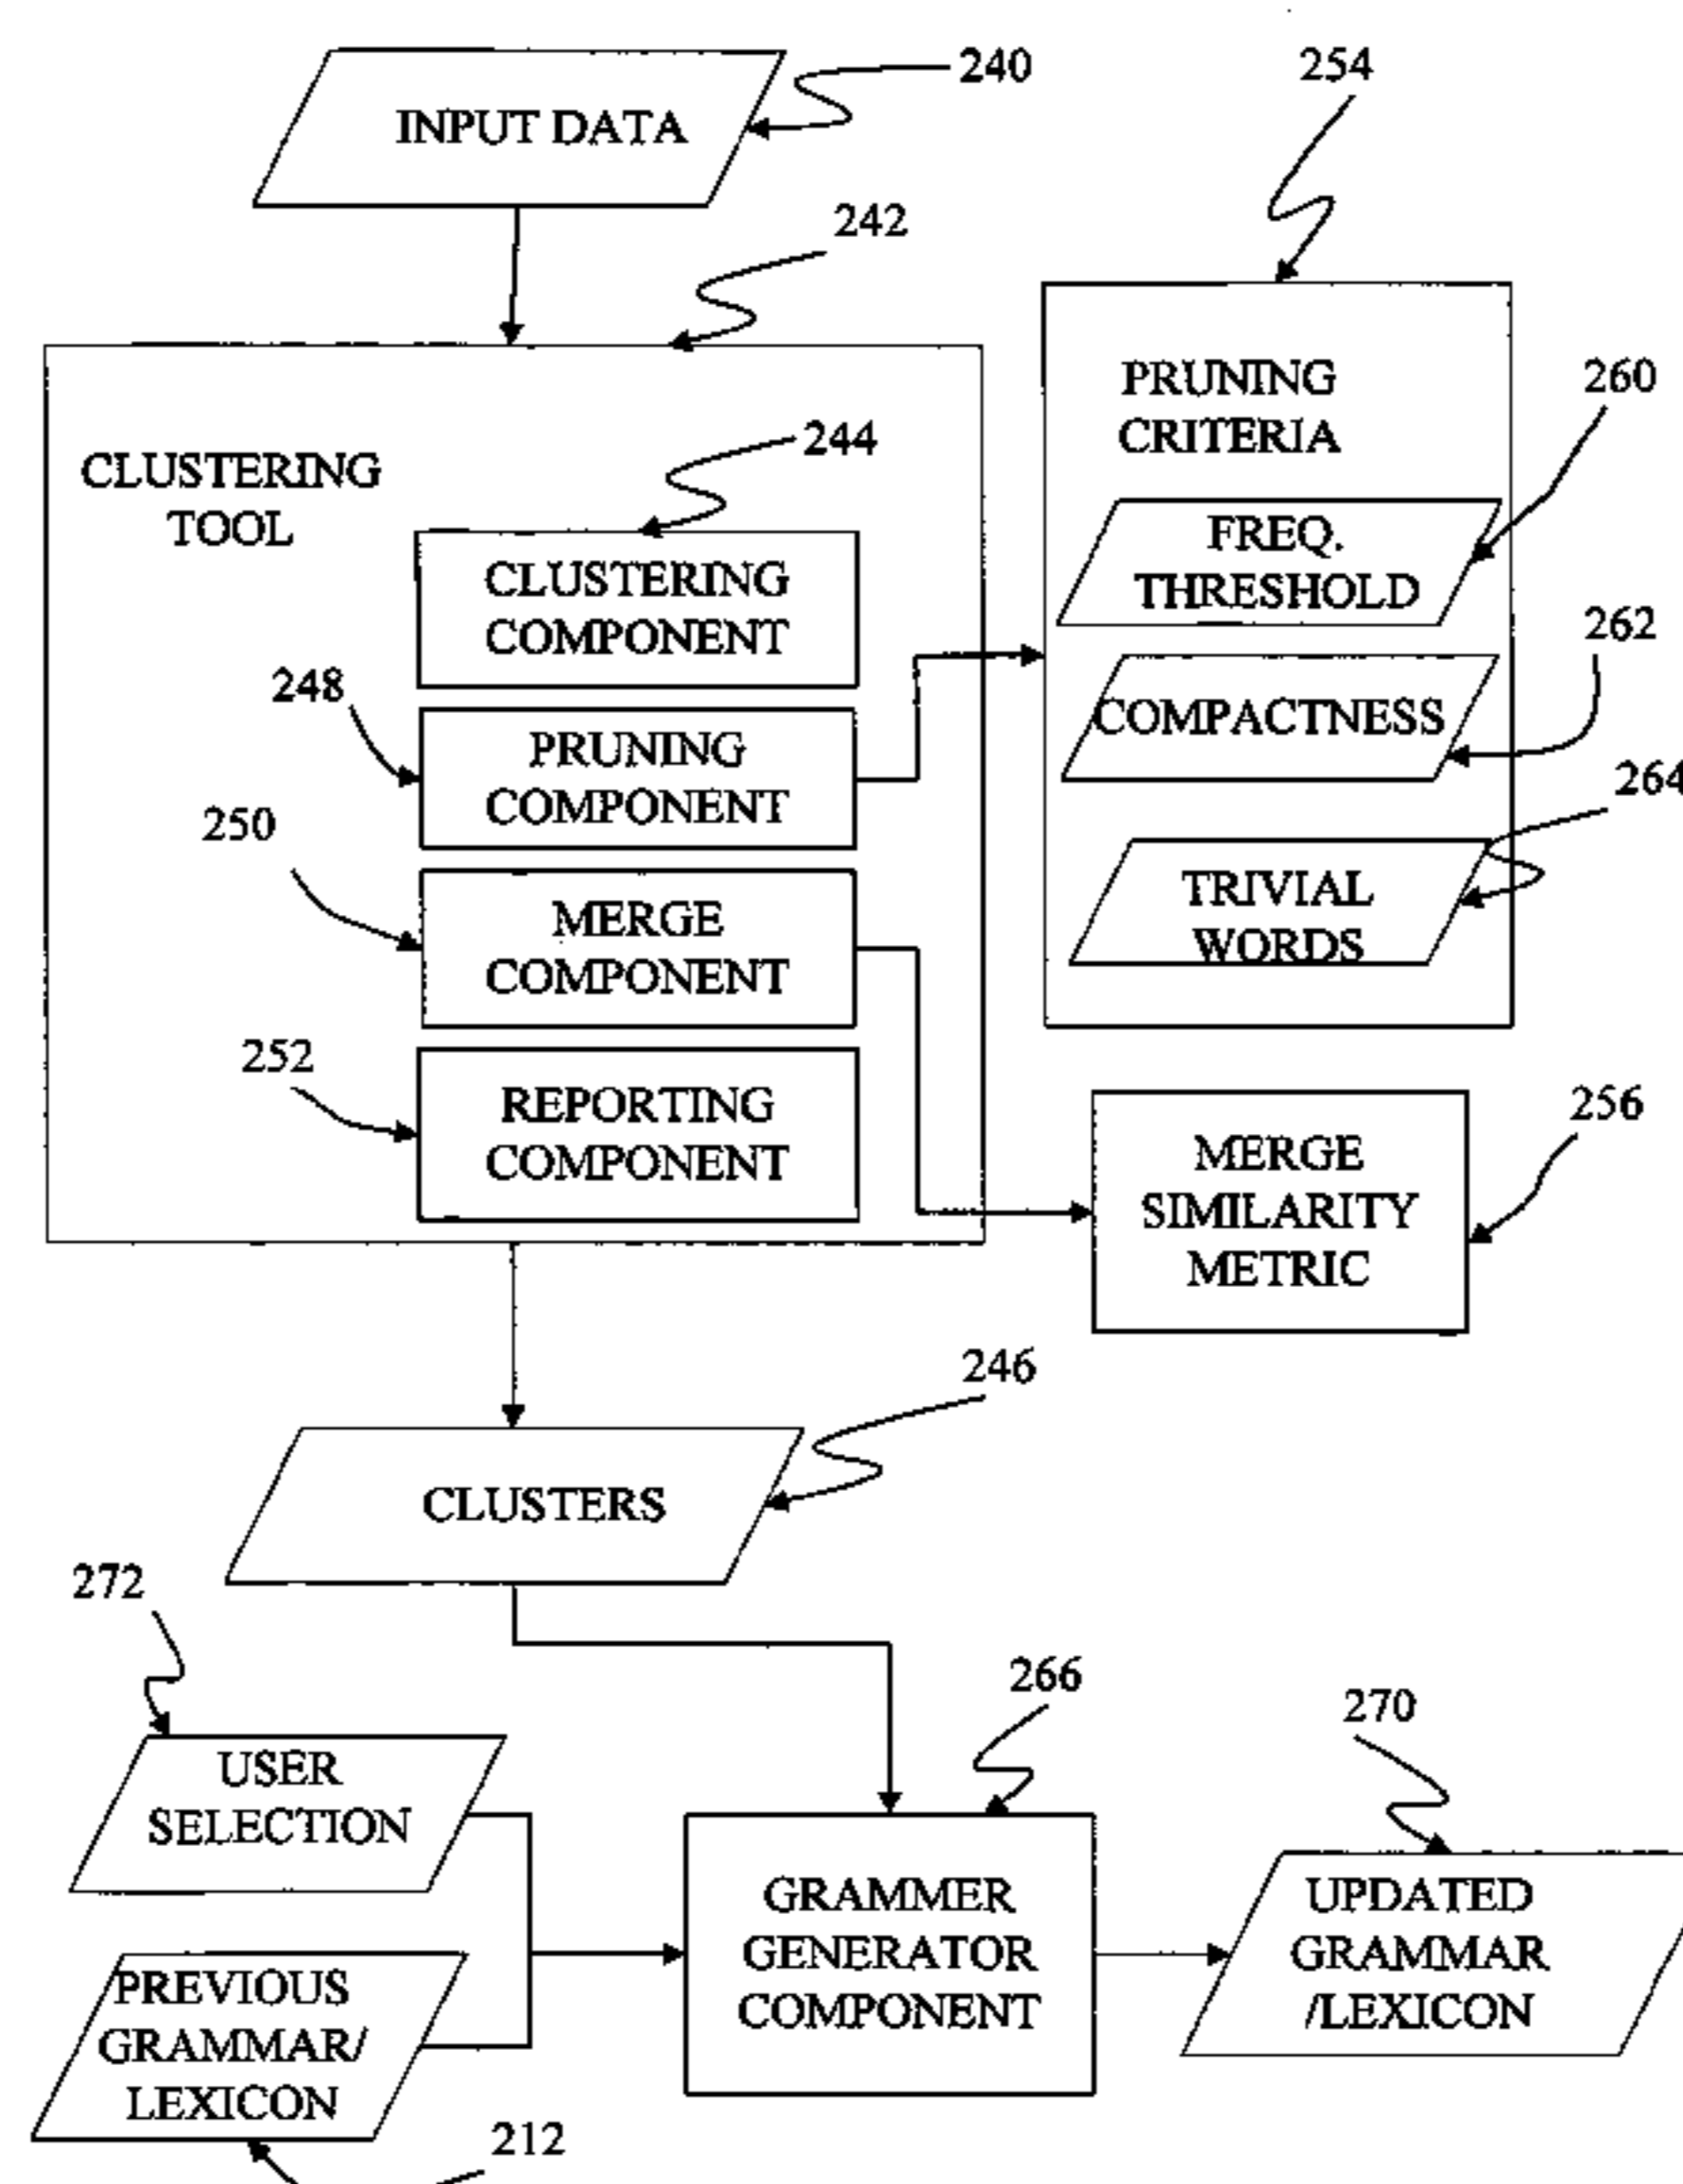 240
INPUT DATA
254
242
PRUNING
CRITERIA
260
244
CLUSTERING
TOOL
FREQ.
THRESHOLD
CLUSTERING
COMPONENT
262
248
COMPACTNESS
PRUNING
COMPONENT
264
250
TRIVIAL
WORDS
MERGE
COMPONENT
252
REPORTING
COMPONENT
256
MERGE
SIMILARITY
METRIC
246
CLUSTERS
272
266
270
USER
SELECTION
GRAMMER
GENERATOR
COMPONENT
UPDATED
GRAMMAR
/LEXICON
PREVIOUS
GRAMMAR/
LEXICON
212